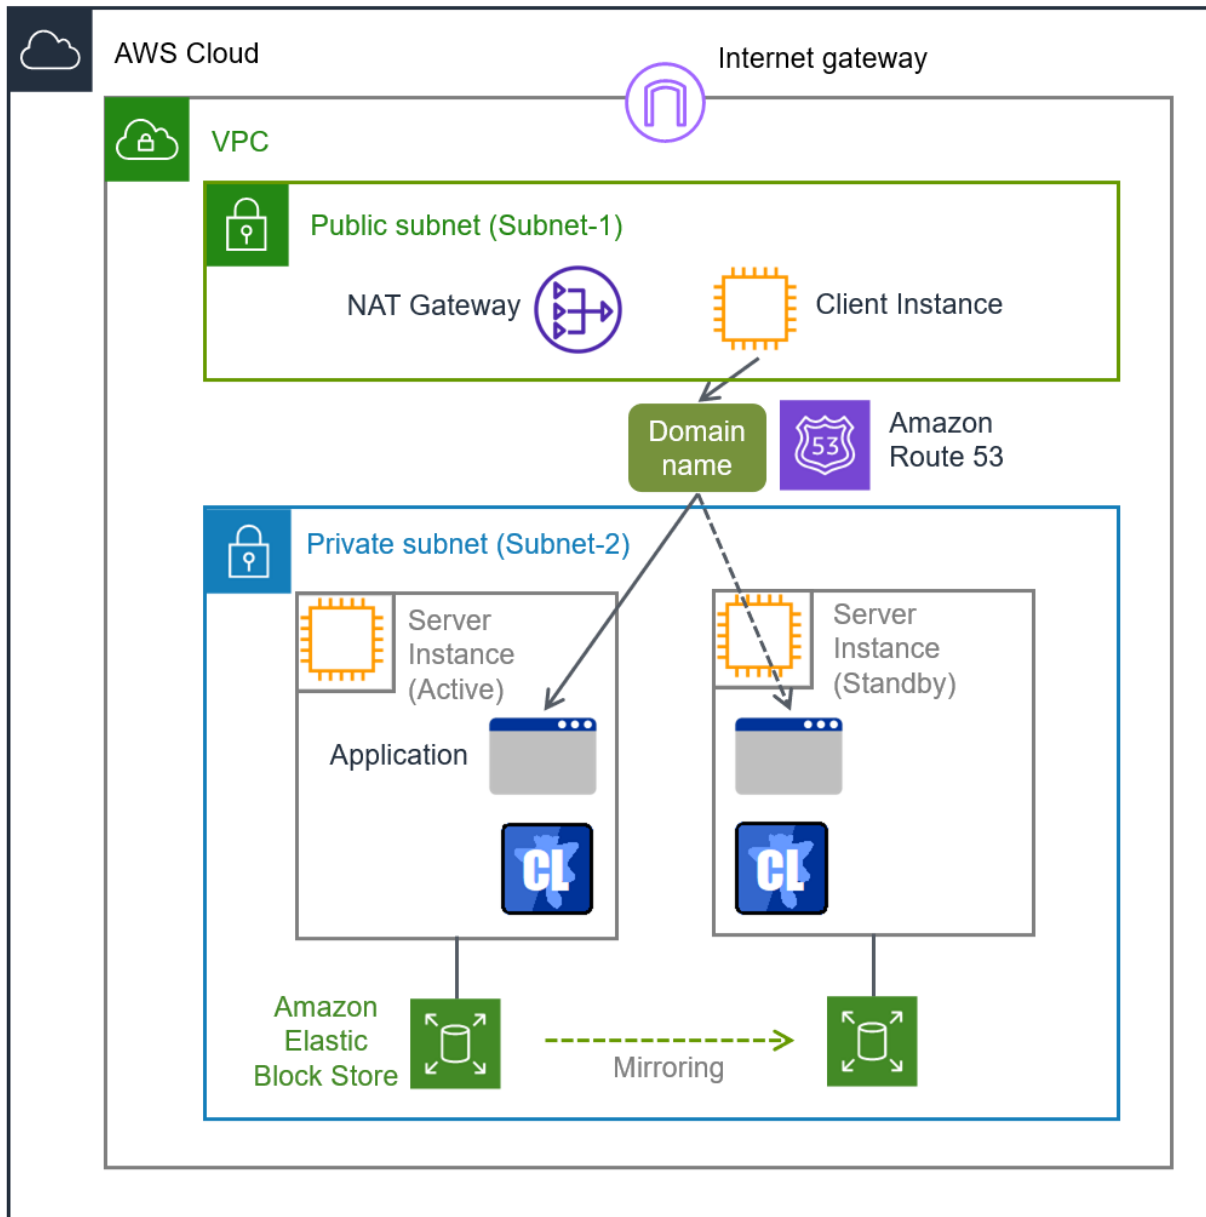 AWS Cloud
Internet gateway
VPC
Public subnet (Subnet-1)
NAT Gateway
Client Instance
Domain
name
53
Amazon
Route 53
Private subnet (Subnet-2)
Server
Instance
(Active)
Server
Instance
(Standby)
Application
CL
CL
Amazon
Elastic
Block Store
Mirroring